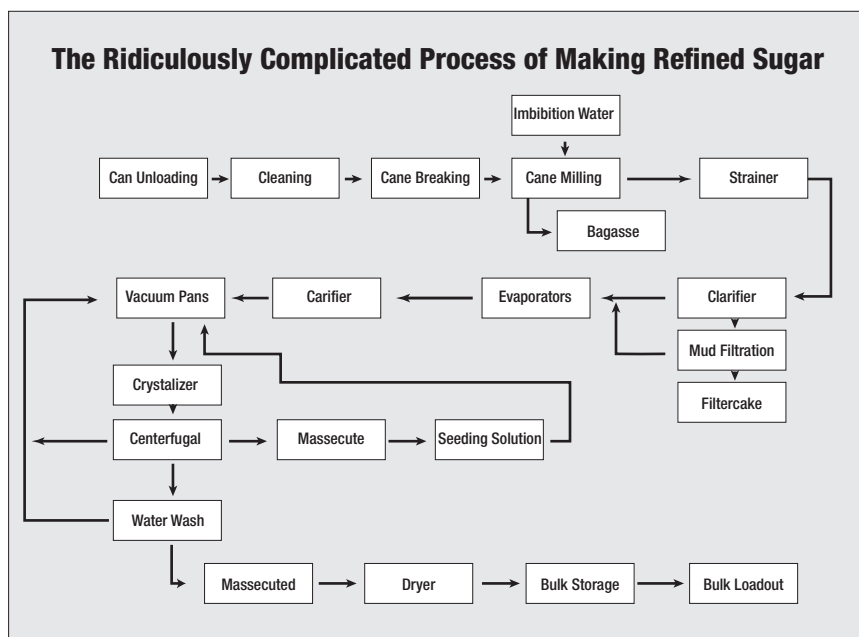 The Ridiculously Complicated Process of Making Refined Sugar
Imbibition Water
Can Unloading
Cleaning
Cane Breaking
Cane Milling
Strainer
Bagasse
Vacuum Pans
Carifier
Evaporators
Clarifier
Mud Filtration
Crystalizer
Filtercake
Centerfugal
Massecute
Seeding Solution
Water Wash
Massecuted
Dryer
Bulk Storage
Bulk Loadout